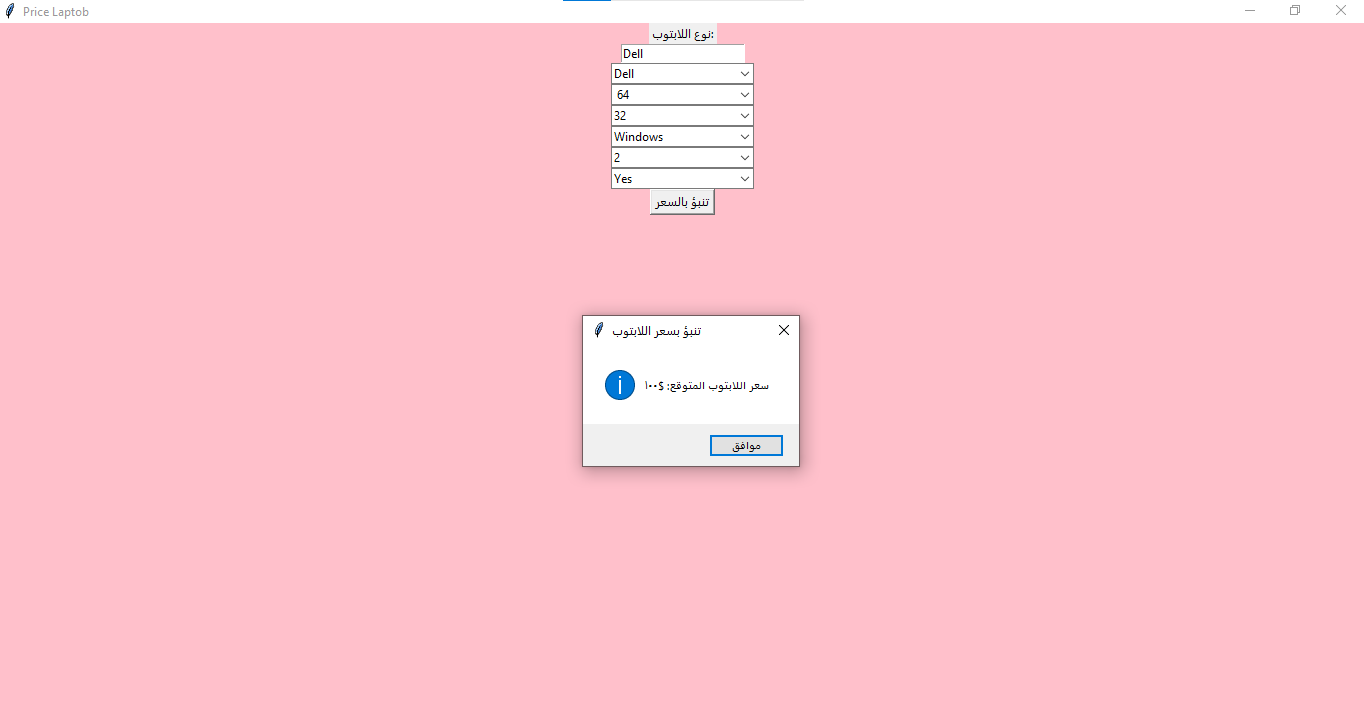 Price Laptob
نوع اللابتوب:
Dell
Dell
64
32
Windows
2
Yes
تنبؤ بالسعر
تنبؤ بسعر اللابتوب
سعر اللابتوب المتوقع: $١٠٠
موافق